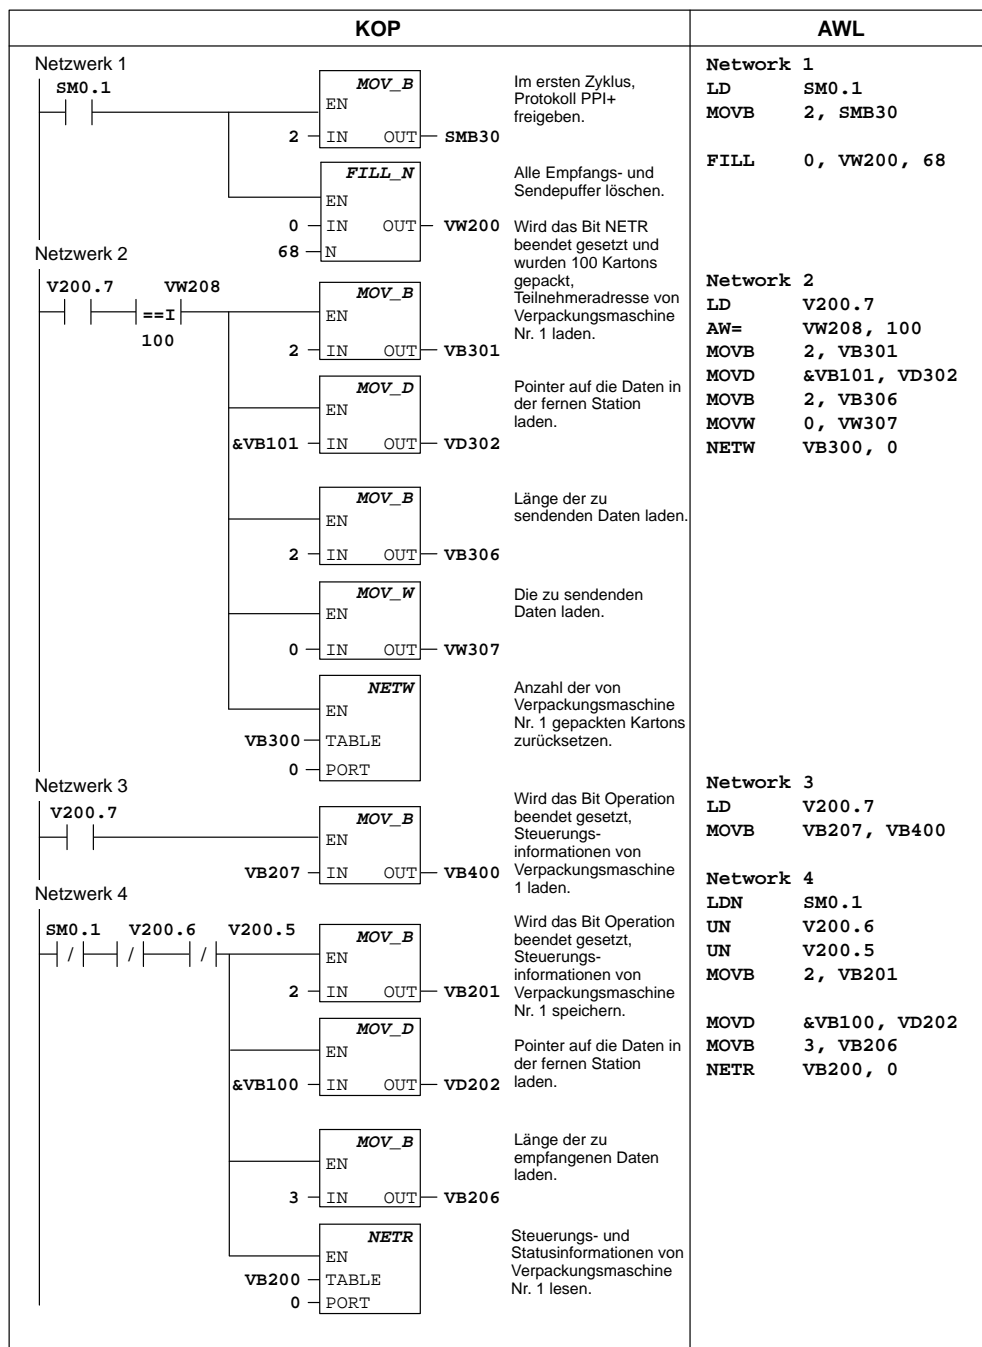 KOP
AWL
Netzwerk 1
SM0.1
MOV_B
EN
2
IN
OUT
SMB30
Im ersten Zyklus,
Protokoll PPI+
freigeben.
FILL_N
EN
0
IN
OUT
VW200
68
N
Alle Empfangs- und
Sendepuffer löschen.
Netzwerk 2
V200.7
VW208
==I
100
MOV_B
EN
2
IN
OUT
VB301
Wird das Bit NETR
beendet gesetzt und
wurden 100 Kartons
gepackt,
Teilnehmeradresse von
Verpackungsmaschine
Nr. 1 laden.
MOV_D
EN
&VB101
IN
OUT
VD302
Pointer auf die Daten in
der fernen Station
laden.
MOV_B
EN
2
IN
OUT
VB306
Länge der zu
sendenden Daten laden.
MOV_W
EN
0
IN
OUT
VW307
Die zu sendenden
Daten laden.
NETW
EN
VB300
TABLE
0
PORT
Anzahl der von
Verpackungsmaschine
Nr. 1 gepackten Kartons
zurücksetzen.
Netzwerk 3
V200.7
MOV_B
EN
VB207
IN
OUT
VB400
Wird das Bit Operation
beendet gesetzt,
Steuerungs-
informationen von
Verpackungsmaschine
1 laden.
Netzwerk 4
SM0.1
V200.6
V200.5
/
/
/
MOV_B
EN
2
IN
OUT
VB201
Wird das Bit Operation
beendet gesetzt,
Steuerungs-
informationen von
Verpackungsmaschine
Nr. 1 speichern.
MOV_D
EN
&VB100
IN
OUT
VD202
Pointer auf die Daten in
der fernen Station
laden.
MOV_B
EN
3
IN
OUT
VB206
Länge der zu
empfangenen Daten
laden.
NETR
EN
VB200
TABLE
0
PORT
Steuerungs- und
Statusinformationen von
Verpackungsmaschine
Nr. 1 lesen.
Network 1
LD SM0.1
MOVB 2, SMB30
FILL 0, VW200, 68
Network 2
LD V200.7
AW= VW208, 100
MOVB 2, VB301
MOVD &VB101, VD302
MOVB 2, VB306
MOVW 0, VW307
NETW VB300, 0
Network 3
LD V200.7
MOVB VB207, VB400
Network 4
LDN SM0.1
UN V200.6
UN V200.5
MOVB 2, VB201
MOVD &VB100, VD202
MOVB 3, VB206
NETR VB200, 0